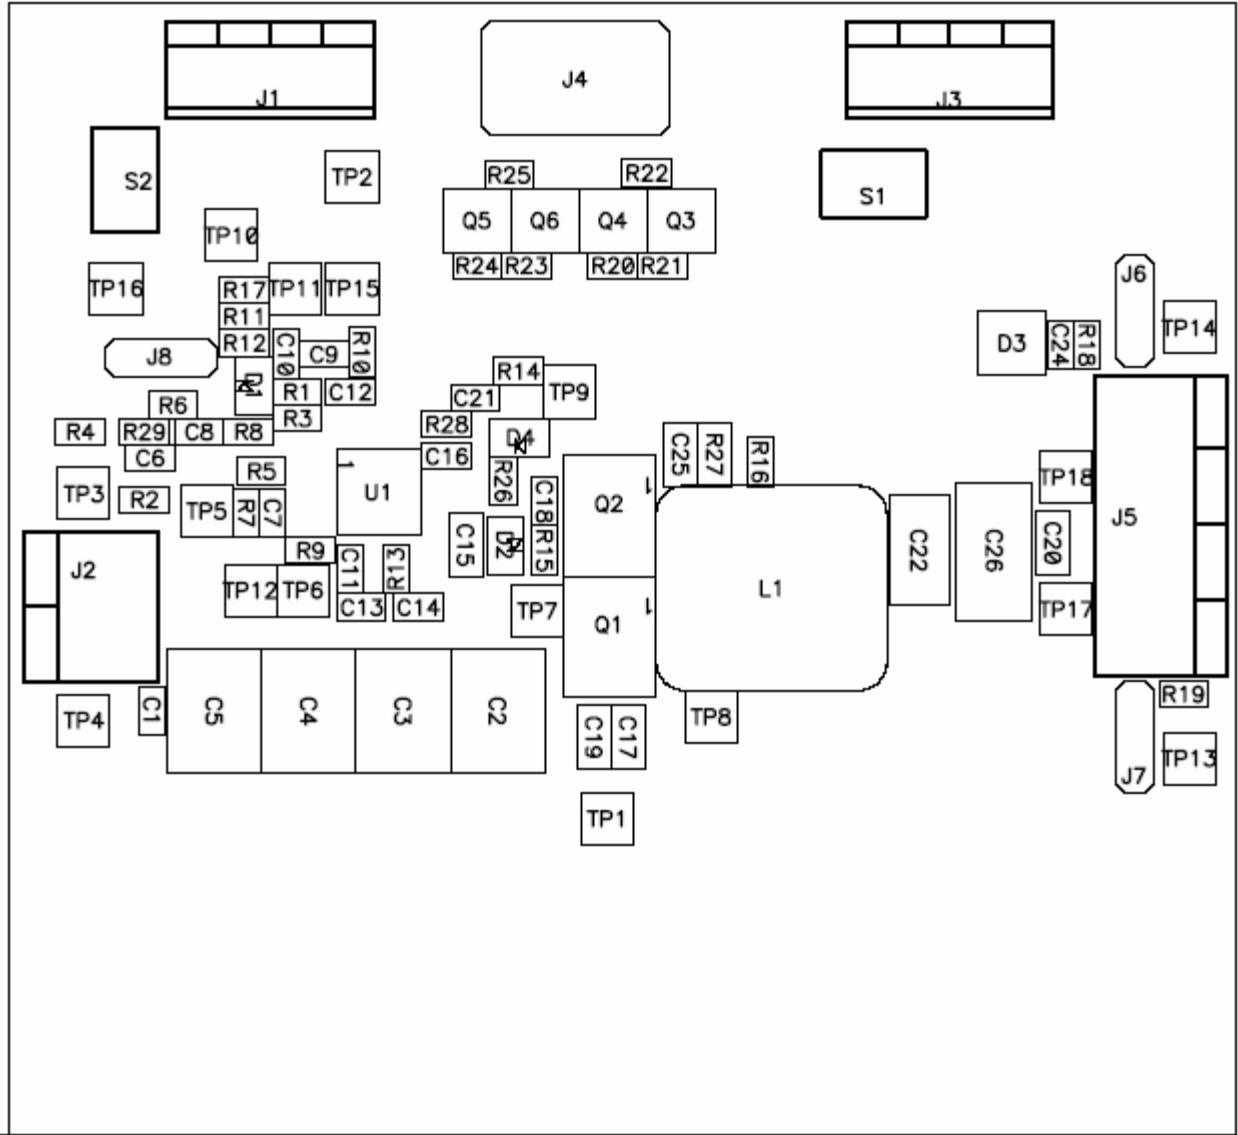 J1
J4
J3
S2
TP2
R25
R22
S1
Q5
Q6
Q4
Q3
TP10
R24
R23
R20
R21
TP16
R17
TP11
TP15
J6
R11
TP14
R12
C10
C9
R10
D3
C24
R18
J8
R14
D1
R1
C12
TP9
R6
C21
R3
R4
R29
C8
R8
R28
D4
C25
R27
R16
C6
C16
R5
TP3
R2
1
U1
R26
TP18
TP5
R7
C7
C18
Q2
1
J5
C15
D2
R15
C22
C26
C20
R9
J2
C11
R13
TP12
TP6
L1
C13
C14
TP7
Q1
1
TP17
R19
C1
TP4
C5
C4
C3
C2
C19
C17
TP8
TP13
J7
TP1